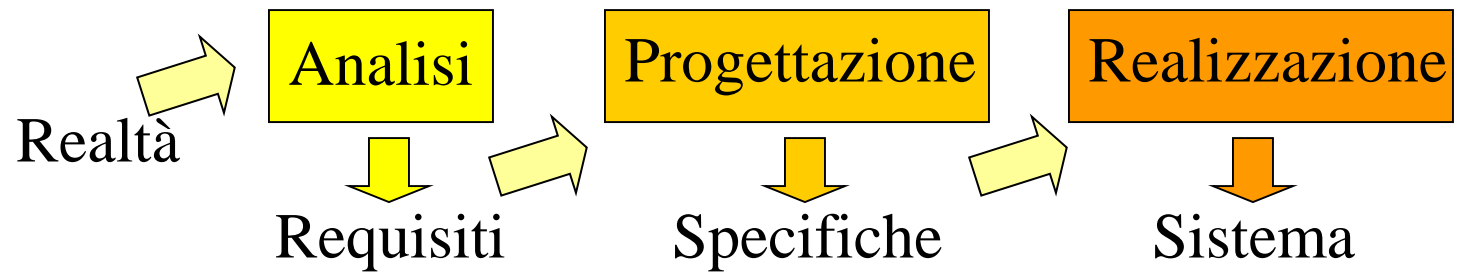 Analisi
Progettazione
Realizzazione
Realtà
Requisiti
Specifiche
Sistema